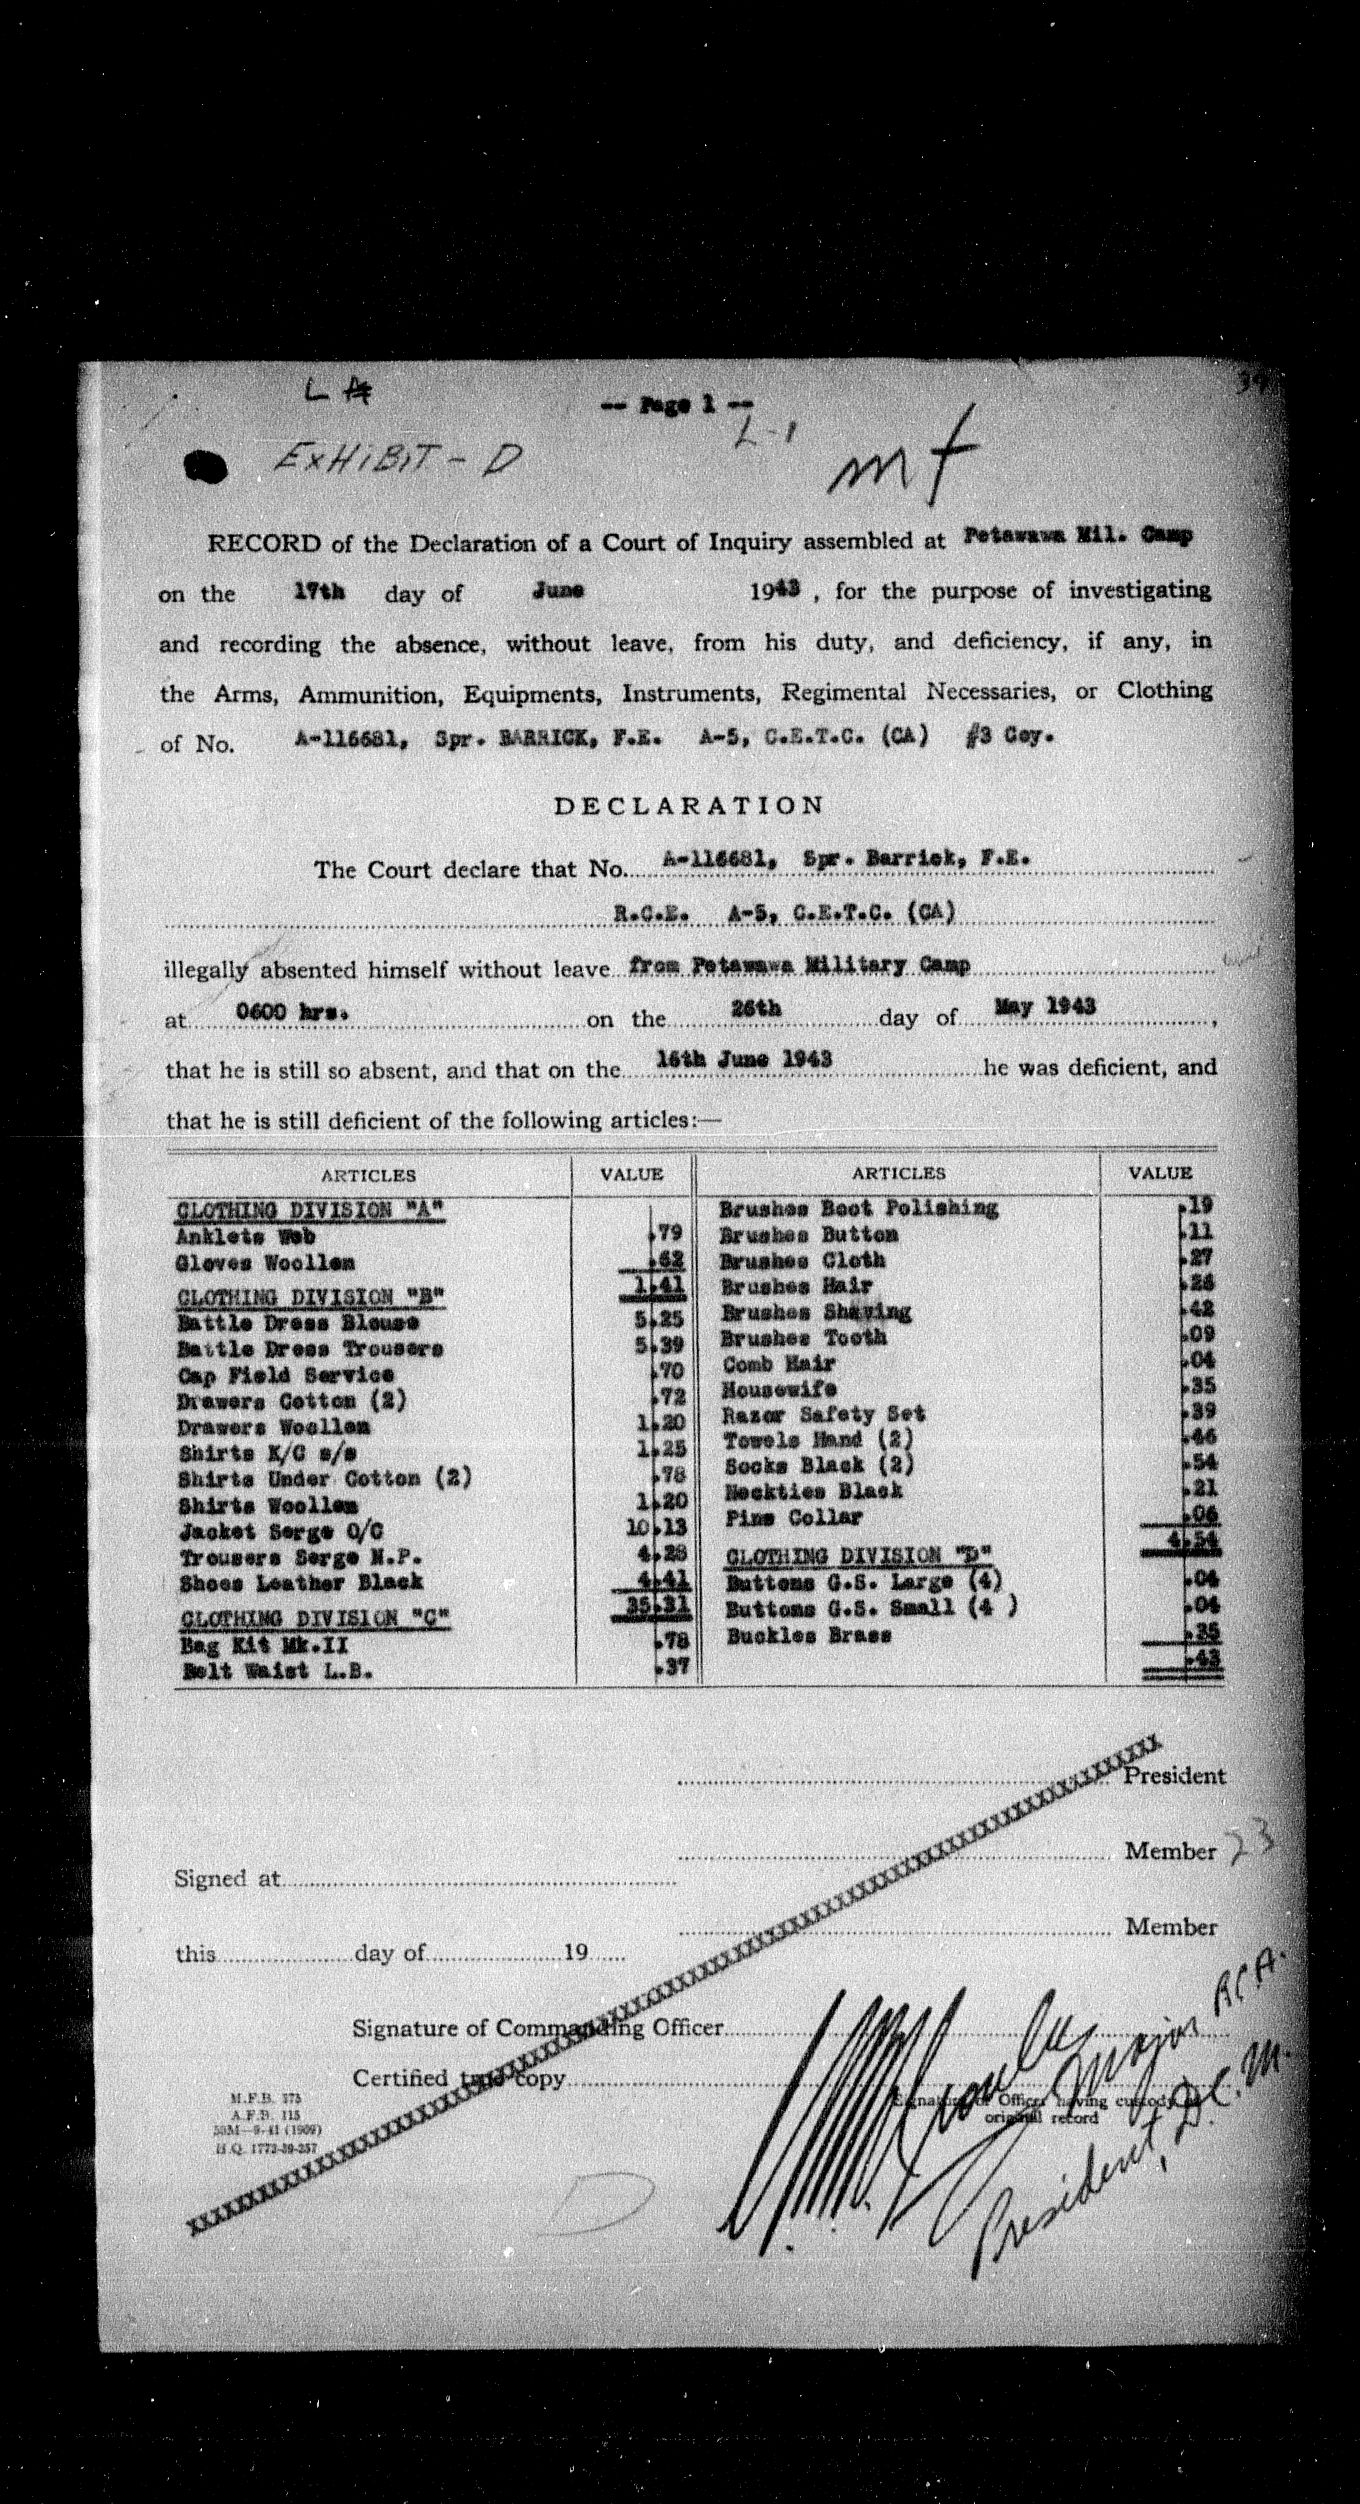 39
L A
-- Page 1 --
L-1
EXHiBiT - D
mf
RECORD of the Declaration of a Court of Inquiry assembled at Petawawa Mil. Camp
on the 17th day of June 1943 , for the purpose of investigating
and recording the absence, without leave, from his duty, and deficiency, if any, in
the Arms, Ammunition, Equipments, Instruments, Regimental Necessaries, or Clothing
of No. A-116681, Spr. BARRICK, F.E. A-5, C.E.T.C. (CA) #3 Coy.
DECLARATION
The Court declare that No. A-116681, Spr. Barrick, F.E.
R.C.E. A-5, C.E.T.C. (CA)
illegally absented himself without leave from Petawawa Military Camp
at 0600 hrs. on the 26th day of May 1943 ,
that he is still so absent, and that on the 16th June 1943 he was deficient, and
that he is still deficient of the following articles:—
ARTICLES VALUE ARTICLES VALUE
CLOTHING DIVISION "A" Brushes Boot Polishing .19
Anklets Web .79 Brushes Button .11
Gloves Woollen .62 Brushes Cloth .27
1.41 Brushes Hair .26
CLOTHING DIVISION "B"
Battle Dress Blouse 5.25 Brushes Shaving .42
Battle Dress Trousers 5.39 Brushes Tooth .09
Cap Field Service .70 Comb Hair .04
Drawers Cotton (2) .72 Housewife .35
Drawers Woollen 1.20 Razor Safety Set .39
Shirts K/C s/s 1.25 Towels Hand (2) .46
Shirts Under Cotton (2) .78 Socks Black (2) .54
Shirts Woollen 1.20 Neckties Black .21
Jacket Serge O/C 10.13 Pins Collar .06
4.54
Trousers Serge N.P. 4.28 CLOTHING DIVISION "D"
Shoes Leather Black 4.41 Buttons G.S. Large (4) .04
35.31 Buttons G.S. Small (4 ) .04
CLOTHING DIVISION "C"
Bag Kit Mk.II .78 Buckles Brass .35
Belt Waist L.B. .37 .43
President
Member 23
Signed at
Member
this day of 19
Major RCA.
Signature of Commanding Officer
Certified true copy
Signature of Officer having custody of
original record
President, D.C.M.
M.F.B. 373
A.F.B. 115
50M—9-41 (1909)
H.Q. 1772-39-257
D